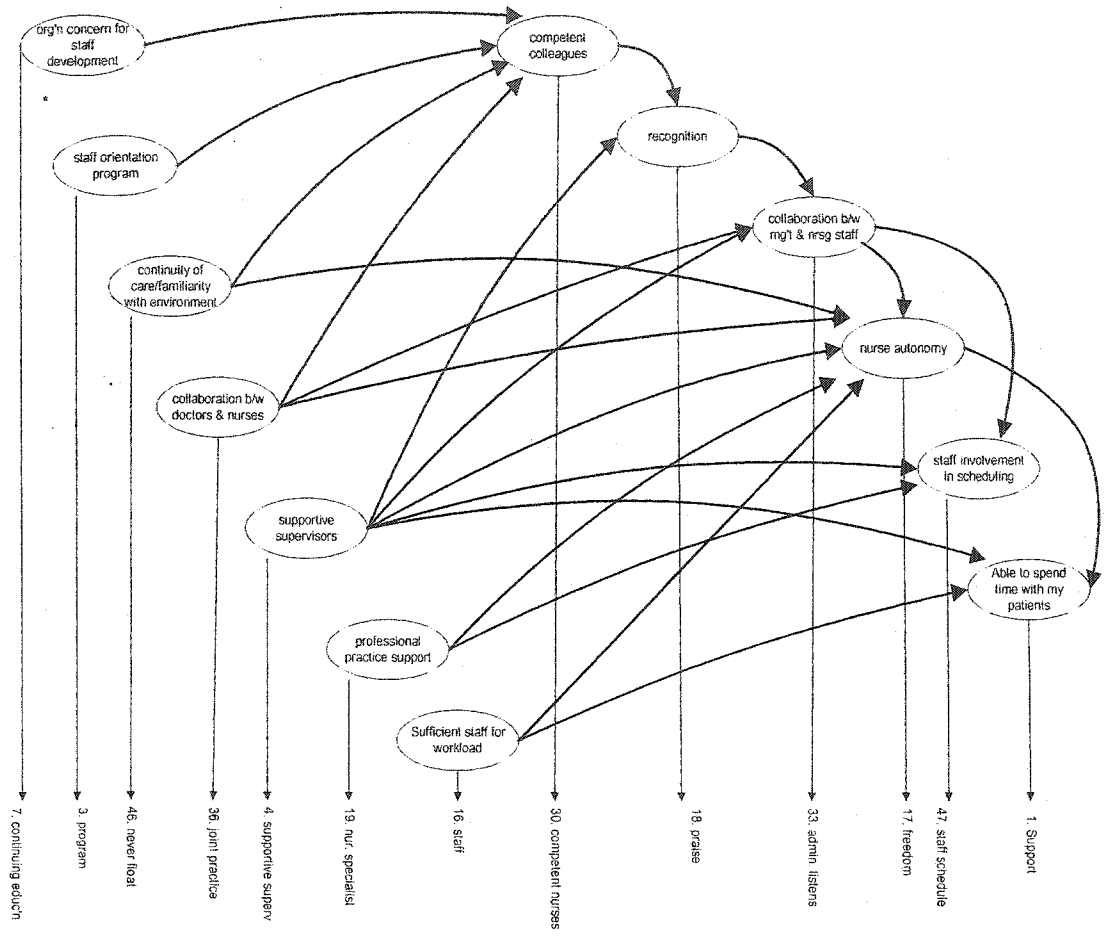 org'n concern for
staff
development
competent
colleagues
staff orientation
program
recognition
collaboration b/w
mg't & nrsg staff
continuity of
care/familiarity
with environment
nurse autonomy
collaboration b/w
doctors & nurses
staff involvement
in scheduling
supportive
supervisors
Able to spend
time with my
patients
professional
practice support
Sufficient staff for
workload
7. continuing educ'n
3. program
46. never float
36. joint practice
4. supportive superv
19. nur. specialist
16. staff
30. competent nurses
18. praise
33. admin. listens
17. freedom
47. staff schedule
1. Support